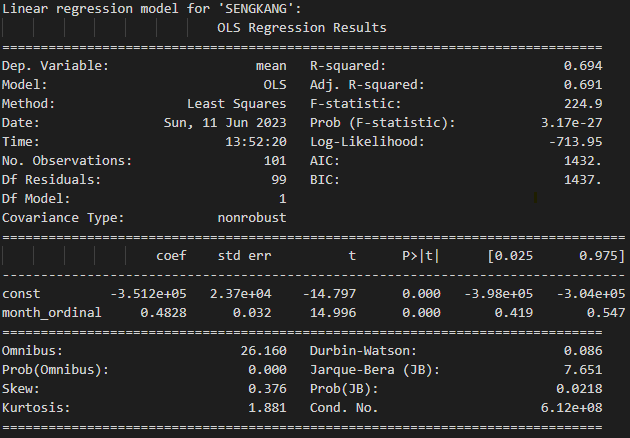 Linear regression model for 'SENGKANG':
OLS Regression Results
==============================================================================
Dep. Variable: mean R-squared: 0.694
Model: OLS Adj. R-squared: 0.691
Method: Least Squares F-statistic: 224.9
Date: Sun, 11 Jun 2023 Prob (F-statistic): 3.17e-27
Time: 13:52:20 Log-Likelihood: -713.95
No. Observations: 101 AIC: 1432.
Df Residuals: 99 BIC: 1437.
Df Model: 1
Covariance Type: nonrobust
=================================================================================
coef std err t P>|t| [0.025 0.975]
---------------------------------------------------------------------------------
const -3.512e+05 2.37e+04 -14.797 0.000 -3.98e+05 -3.04e+05
month_ordinal 0.4828 0.032 14.996 0.000 0.419 0.547
==============================================================================
Omnibus: 26.160 Durbin-Watson: 0.086
Prob(Omnibus): 0.000 Jarque-Bera (JB): 7.651
Skew: 0.376 Prob(JB): 0.0218
Kurtosis: 1.881 Cond. No. 6.12e+08
==============================================================================